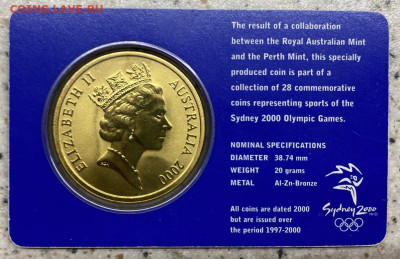 COINS.LAVE.RU
The result of a collaboration
between the Royal Australian Mint
and the Perth Mint, this specially
produced coin is part of a
collection of 28 commemorative
coins representing sports of the
Sydney 2000 Olympic Games.
ELIZABETH II
AUSTRALIA 2000
NOMINAL SPECIFICATIONS
DIAMETER 38.74 mm
WEIGHT 20 grams
METAL Al-Zn-Bronze
All coins are dated 2000
but are issued over
the period 1997-2000
Sydney 2000